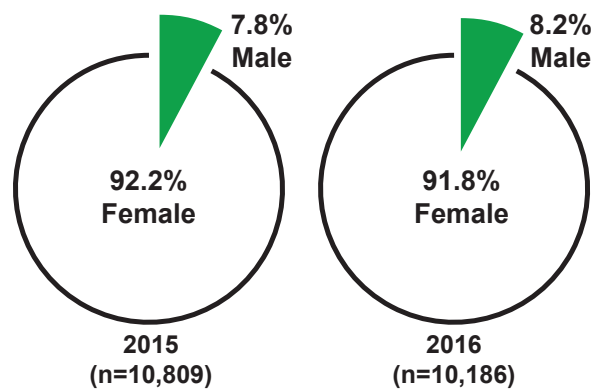 7.8%
Male
92.2%
Female
2015
(n=10,809)
8.2%
Male
91.8%
Female
2016
(n=10,186)